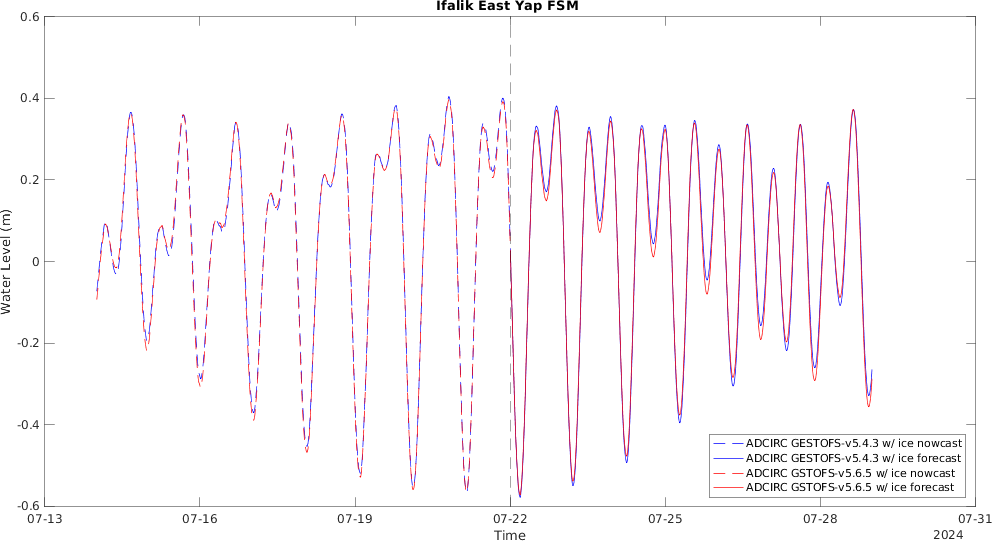 Ifalik East Yap FSM
0.6
0.4
0.2
0
-0.2
-0.4
-0.6
Water Level (m)
ADCIRC GESTOFS-v5.4.3 w/ ice nowcast
ADCIRC GESTOFS-v5.4.3 w/ ice forecast
ADCIRC GSTOFS-v5.6.5 w/ ice nowcast
ADCIRC GSTOFS-v5.6.5 w/ ice forecast
07-13 07-16 07-19 07-22 07-25 07-28 07-31
Time
2024